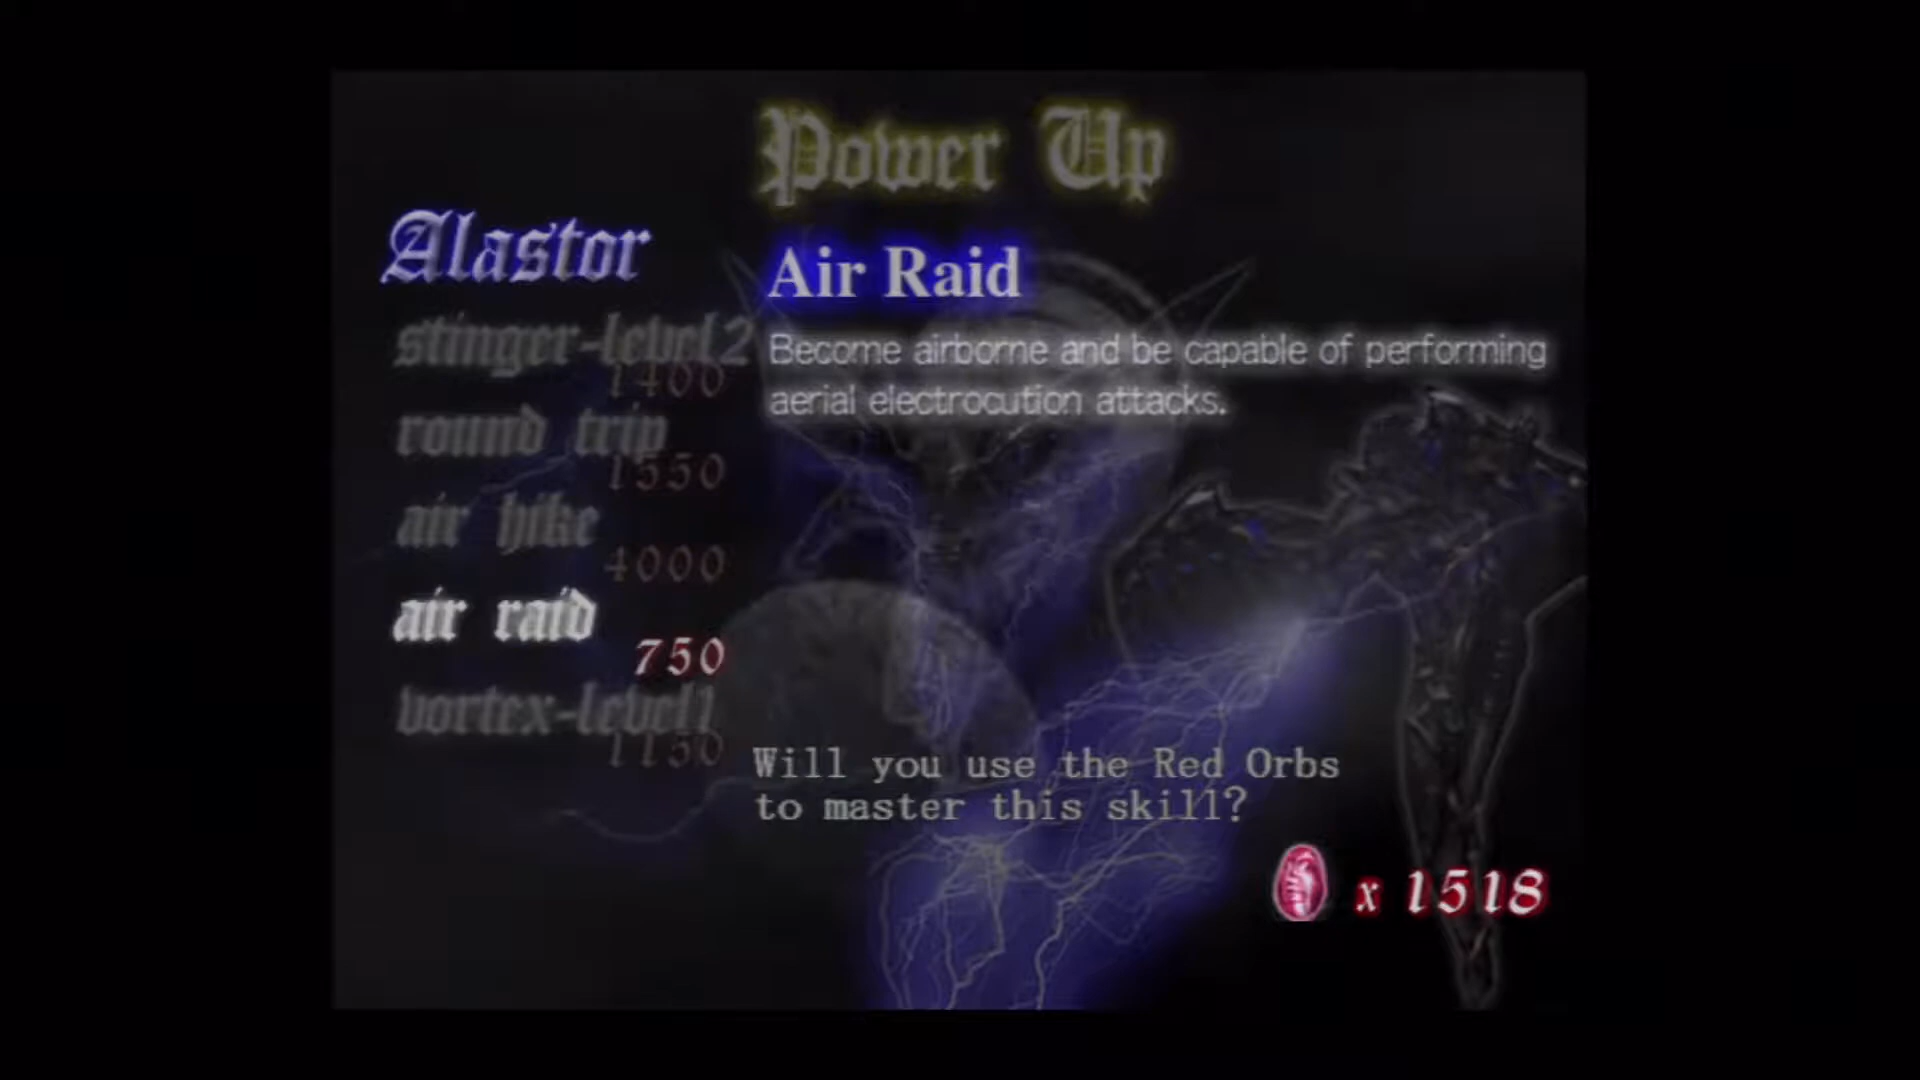 Power Up
Alastor
stinger-level2
1400
round trip
1550
air hike
4000
air raid
750
vortex-level1
1150
Air Raid
Become airborne and be capable of performing
aerial electrocution attacks.
Will you use the Red Orbs
to master this skill?
x 1518